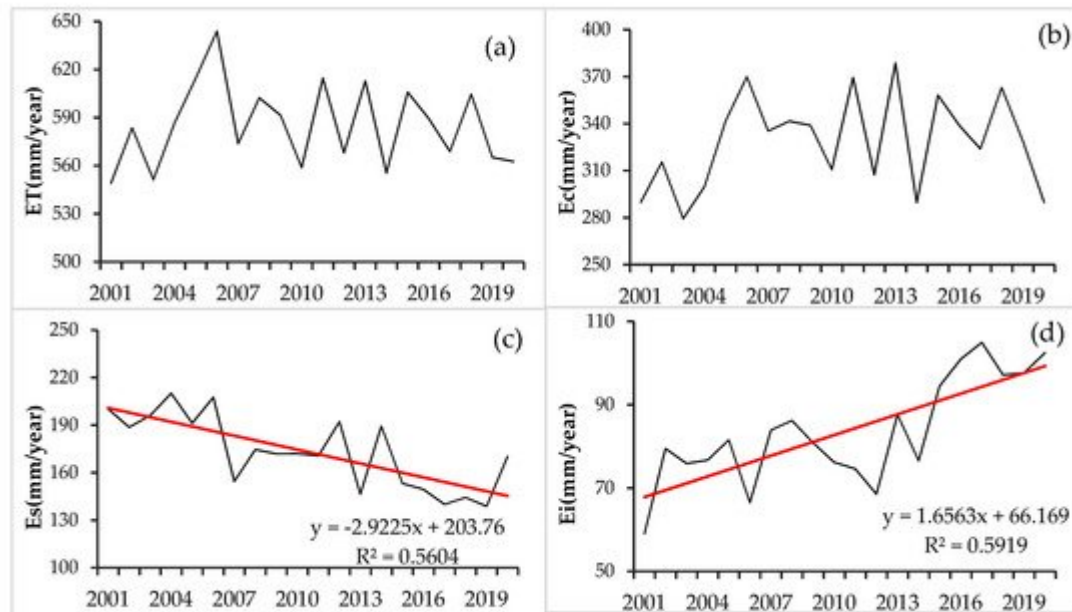 (a)
ET(mm/year)
650
620
590
560
530
500
2001 2004 2007 2010 2013 2016 2019
(b)
Ec(mm/year)
400
370
340
310
280
250
2001 2004 2007 2010 2013 2016 2019
(c)
Es(mm/year)
250
220
190
160
130
100
y = -2.9225x + 203.76
R² = 0.5604
2001 2004 2007 2010 2013 2016 2019
(d)
Ei(mm/year)
110
90
70
50
y = 1.6563x + 66.169
R² = 0.5919
2001 2004 2007 2010 2013 2016 2019